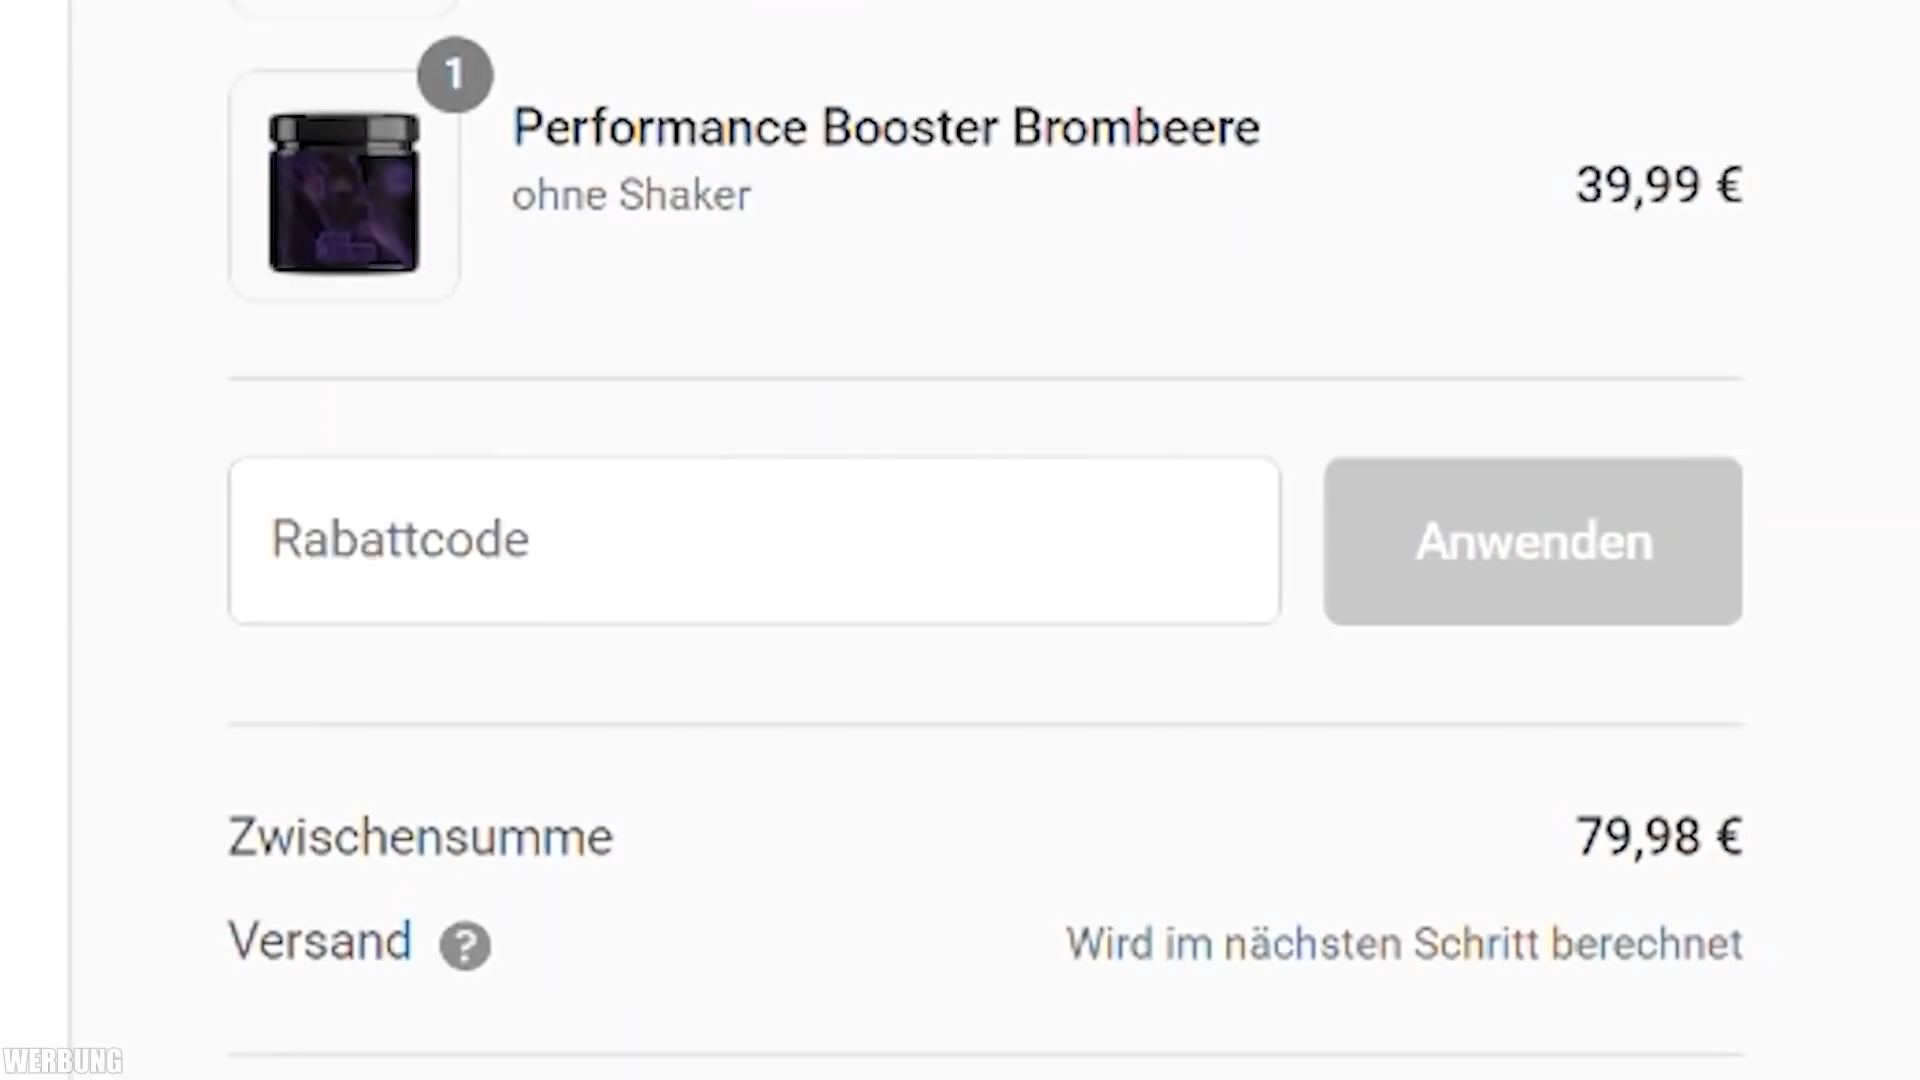 1
Performance Booster Brombeere
ohne Shaker
39,99 €
Rabattcode
Anwenden
Zwischensumme
79,98 €
Versand ?
Wird im nächsten Schritt berechnet
WERBUNG